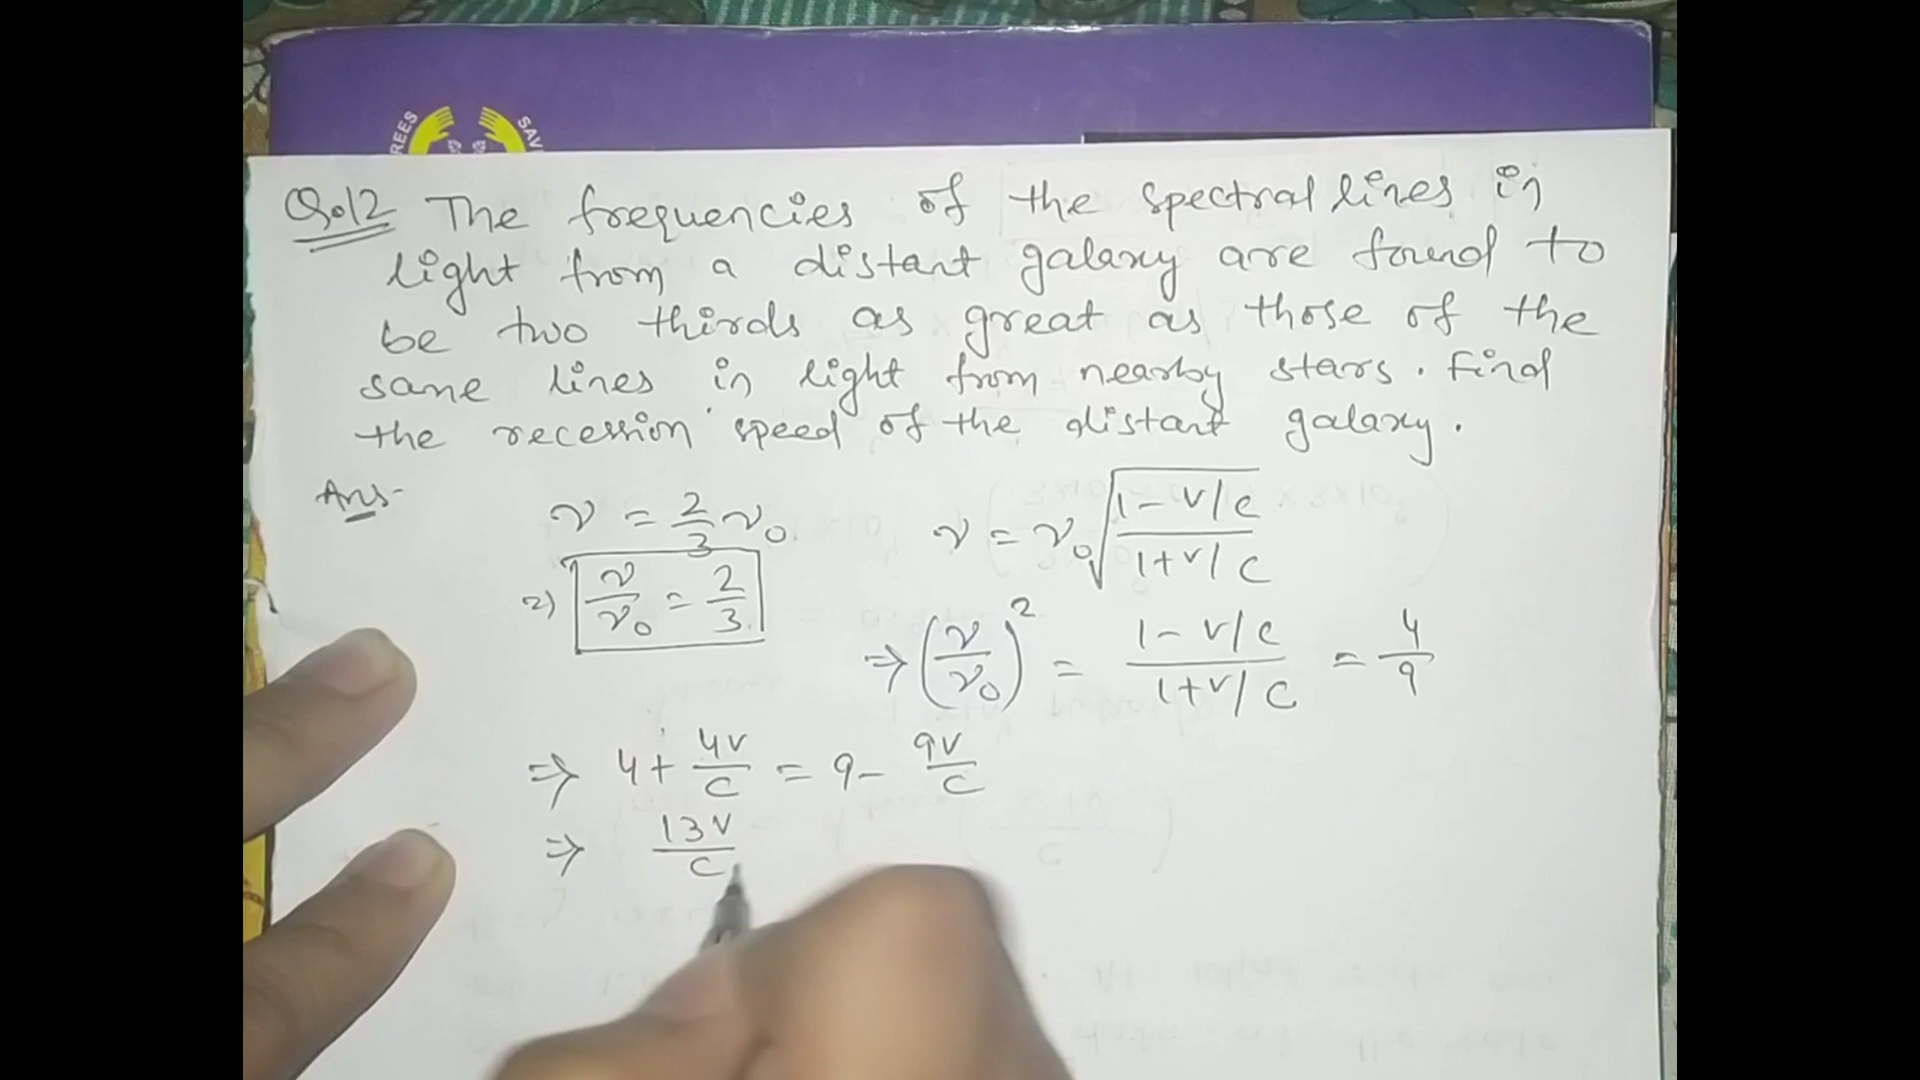 REES SAV
Q.12 The frequencies of the spectral lines in
light from a distant galaxy are found to
be two thirds as great as those of the
same lines in light from nearby stars. Find
the recession speed of the distant galaxy.
Ans-
ν = 2/3 ν₀
ν = ν₀ √((1 - v/c)/(1 + v/c))
2) ν/ν₀ = 2/3
⇒ (ν/ν₀)² = (1 - v/c)/(1 + v/c) = 4/9
⇒ 4 + 4v/c = 9 - 9v/c
⇒ 13v/c